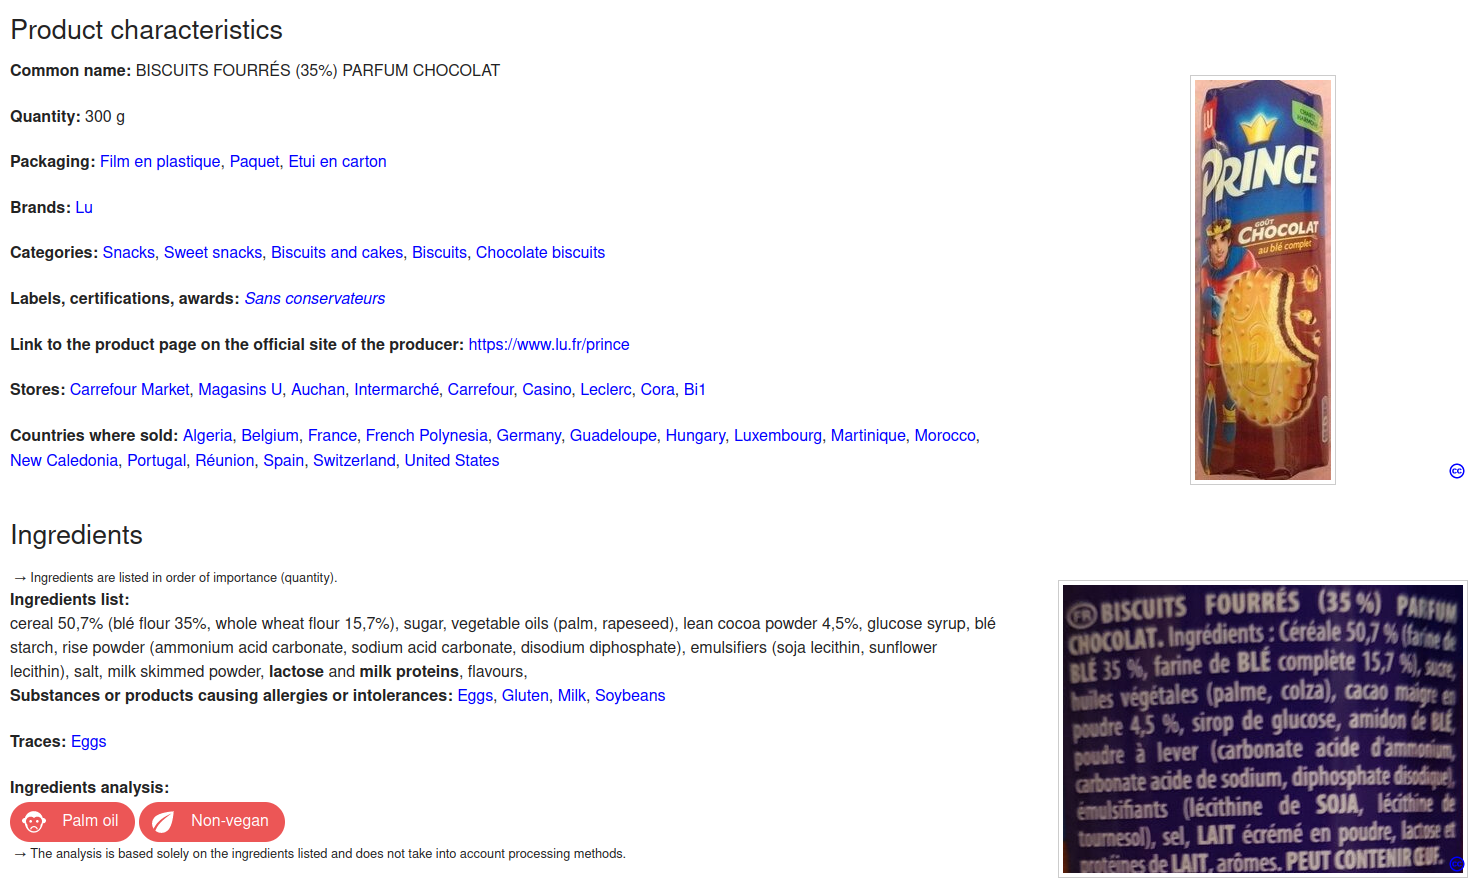 Product characteristics
Common name: BISCUITS FOURRÉS (35%) PARFUM CHOCOLAT
Quantity: 300 g
Packaging: Film en plastique, Paquet, Etui en carton
Brands: Lu
Categories: Snacks, Sweet snacks, Biscuits and cakes, Biscuits, Chocolate biscuits
Labels, certifications, awards: Sans conservateurs
Link to the product page on the official site of the producer: https://www.lu.fr/prince
Stores: Carrefour Market, Magasins U, Auchan, Intermarché, Carrefour, Casino, Leclerc, Cora, Bi1
Countries where sold: Algeria, Belgium, France, French Polynesia, Germany, Guadeloupe, Hungary, Luxembourg, Martinique, Morocco,
New Caledonia, Portugal, Réunion, Spain, Switzerland, United States
LU
PRINCE
GOÛT
CHOCOLAT
au blé complet
cc
Ingredients
→ Ingredients are listed in order of importance (quantity).
Ingredients list:
cereal 50,7% (blé flour 35%, whole wheat flour 15,7%), sugar, vegetable oils (palm, rapeseed), lean cocoa powder 4,5%, glucose syrup, blé
starch, rise powder (ammonium acid carbonate, sodium acid carbonate, disodium diphosphate), emulsifiers (soja lecithin, sunflower
lecithin), salt, milk skimmed powder, lactose and milk proteins, flavours,
Substances or products causing allergies or intolerances: Eggs, Gluten, Milk, Soybeans
Traces: Eggs
Ingredients analysis:
Palm oil
Non-vegan
→ The analysis is based solely on the ingredients listed and does not take into account processing methods.
FR BISCUITS FOURRÉS (35 %) PARFUM
CHOCOLAT. Ingrédients : Céréale 50,7 % (farine de
BLÉ 35 %, farine de BLÉ complète 15,7 %), sucre,
huiles végétales (palme, colza), cacao maigre en
poudre 4,5 %, sirop de glucose, amidon de BLÉ,
poudre à lever (carbonate acide d'ammonium,
carbonate acide de sodium, diphosphate disodique),
émulsifiants (lécithine de SOJA, lécithine de
tournesol), sel, LAIT écrémé en poudre, lactose et
protéines de LAIT, arômes. PEUT CONTENIR ŒUF.